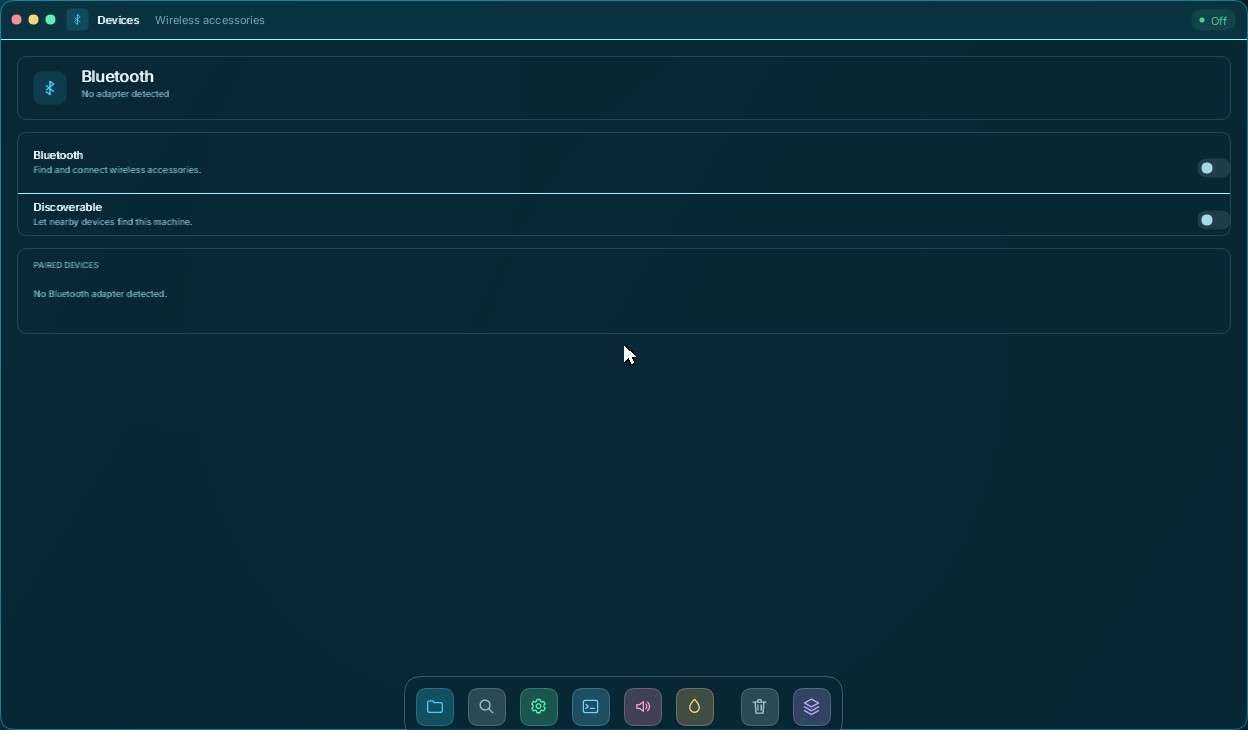 Devices Wireless accessories
Off
Bluetooth
No adapter detected
Bluetooth
Find and connect wireless accessories.
Discoverable
Let nearby devices find this machine.
PAIRED DEVICES
No Bluetooth adapter detected.